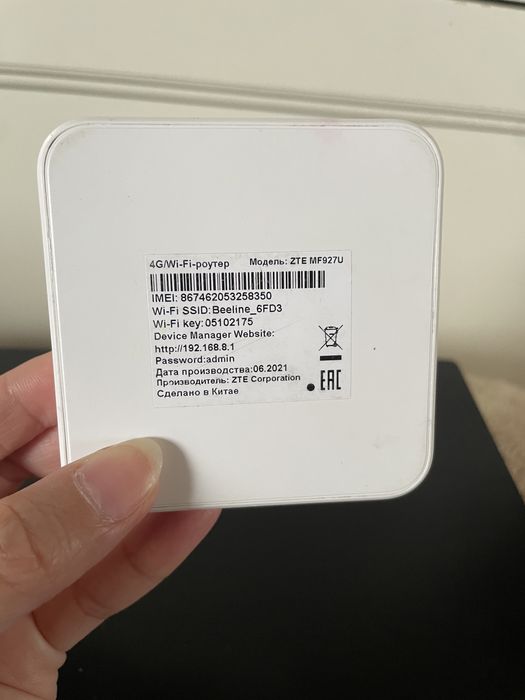 4G/Wi-Fi-роутер Модель: ZTE MF927U
IMEI: 867462053258350
Wi-Fi SSID:Beeline_6FD3
Wi-Fi key:05102175
Device Manager Website:
http://192.168.8.1
Password:admin
Дата производства:06.2021
Производитель: ZTE Corporation
Сделано в Китае
EAC